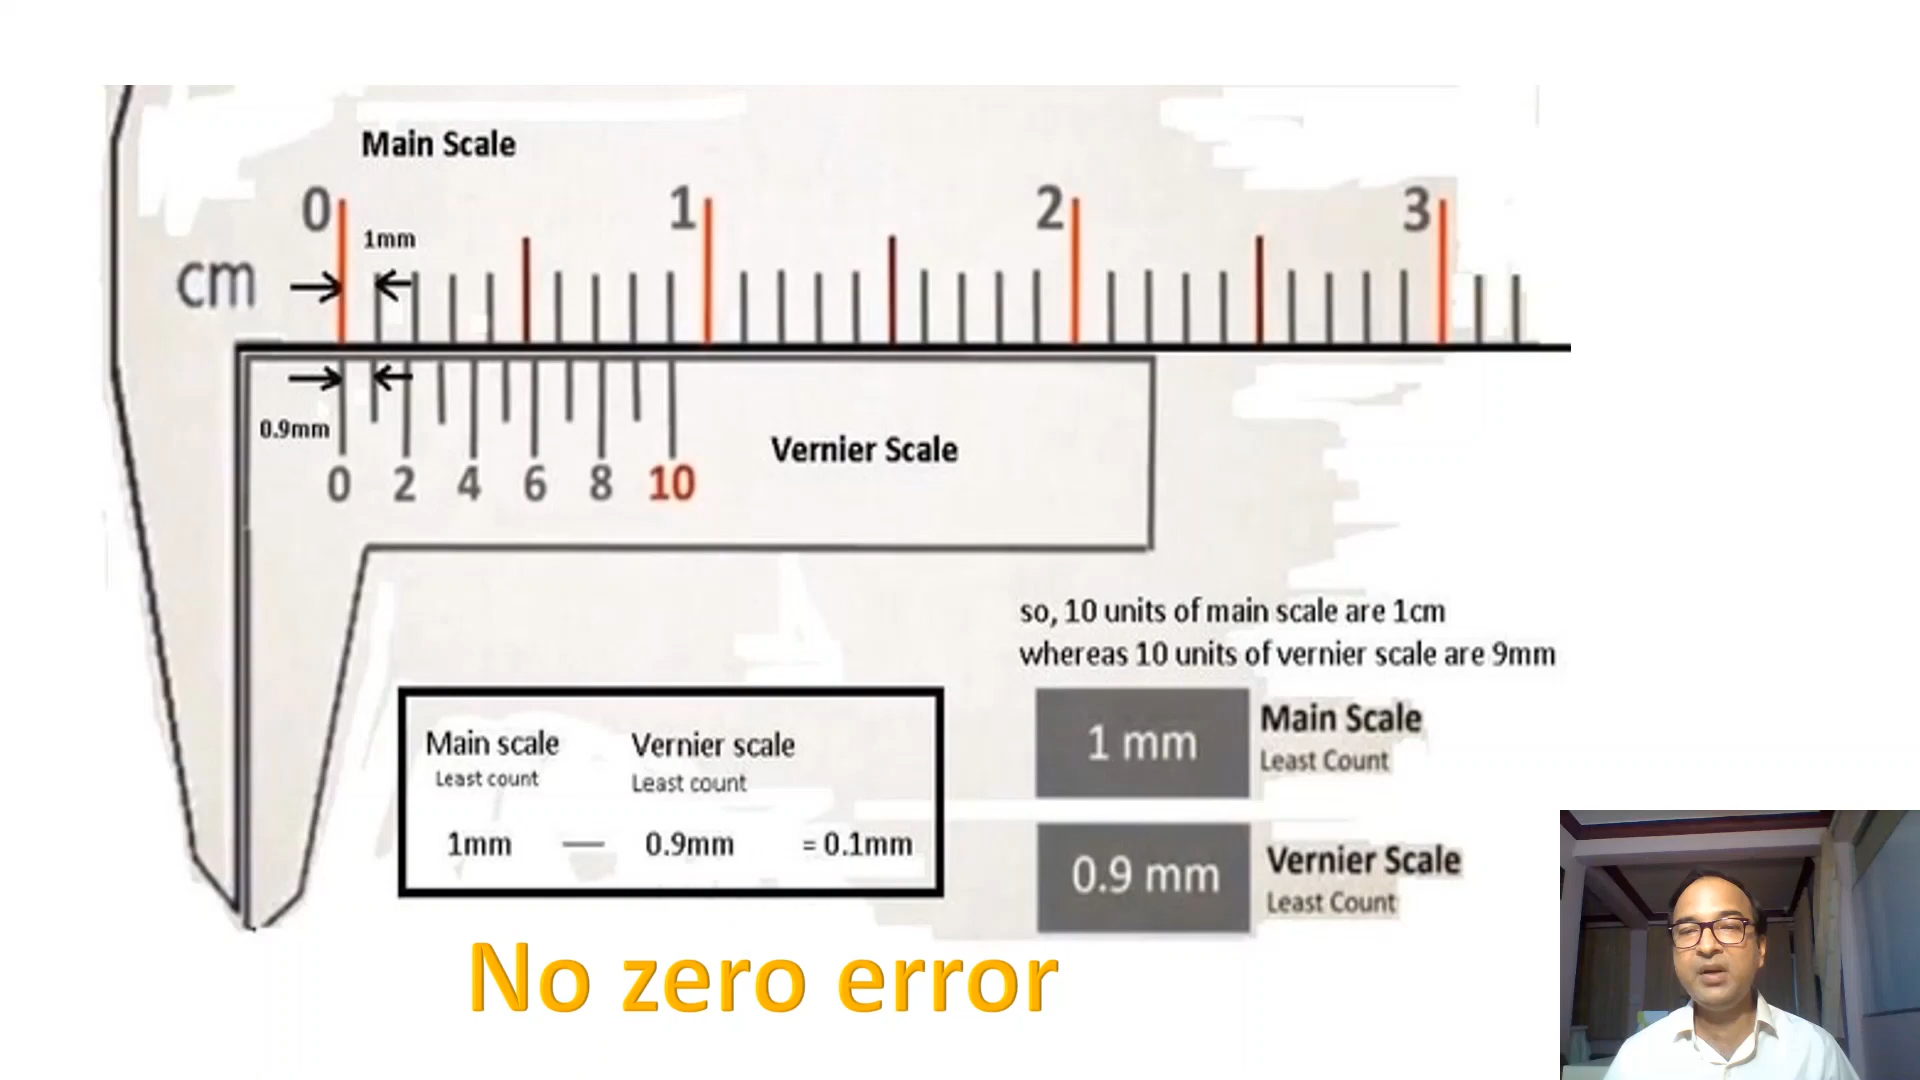 Main Scale
0 1 2 3
1mm
cm
0.9mm
Vernier Scale
0 2 4 6 8 10
so, 10 units of main scale are 1cm
whereas 10 units of vernier scale are 9mm
Main scale Vernier scale
Least count Least count
1mm — 0.9mm = 0.1mm
1 mm Main Scale
Least Count
0.9 mm Vernier Scale
Least Count
No zero error